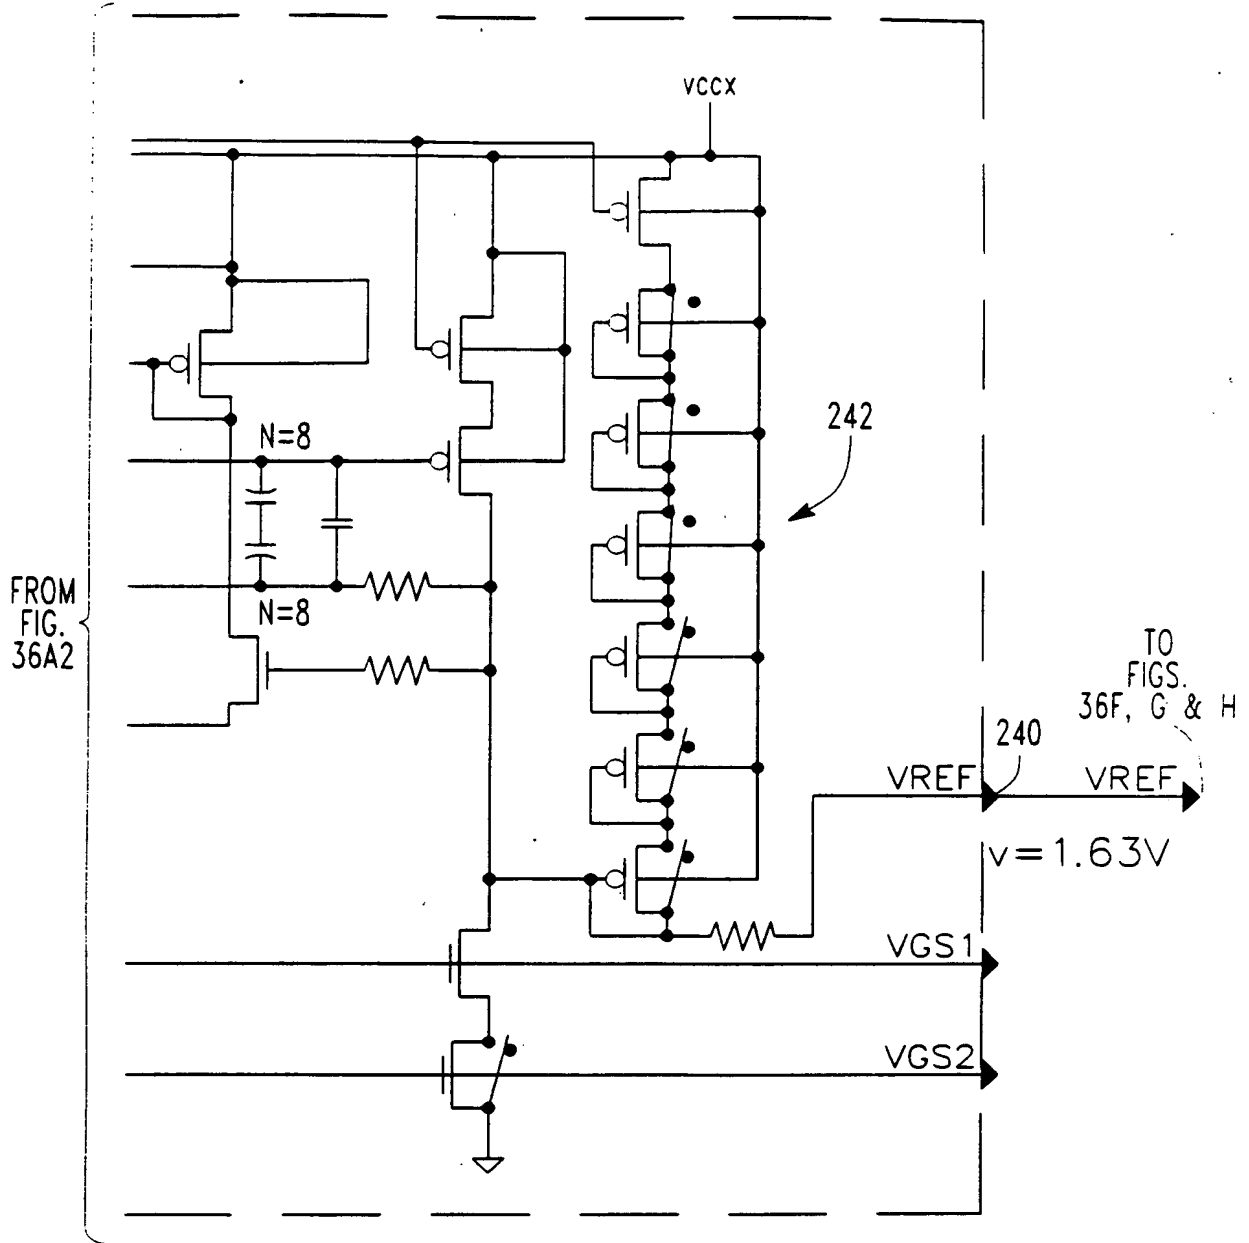 VCCX
N=8
242
N=8
FROM
FIG.
36A2
TO
FIGS.
36F, G & H
240
VREF
VREF
v=1.63V
VGS1
VGS2